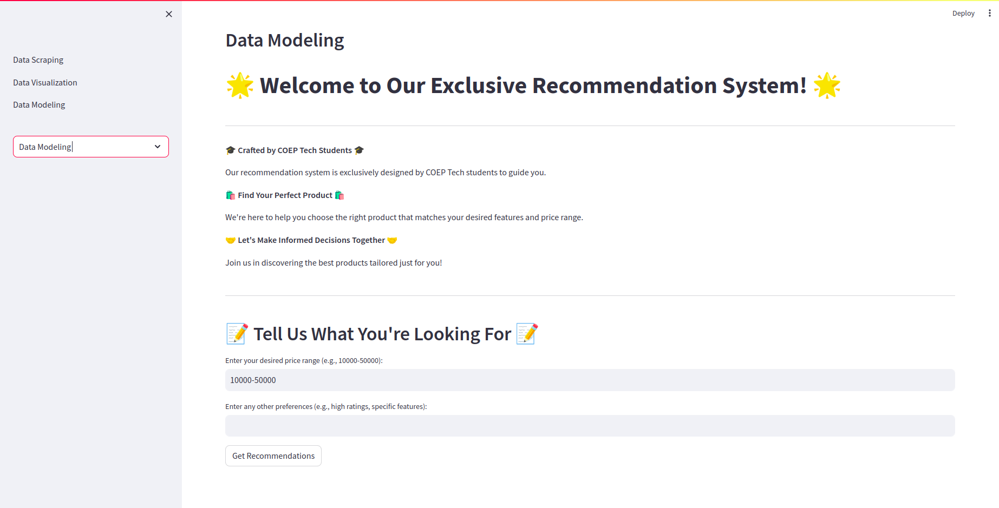 Deploy
Data Scraping
Data Visualization
Data Modeling
Data Modeling
Data Modeling
🌟 Welcome to Our Exclusive Recommendation System! 🌟
🎓 Crafted by COEP Tech Students 🎓
Our recommendation system is exclusively designed by COEP Tech students to guide you.
🛍️ Find Your Perfect Product 🛍️
We're here to help you choose the right product that matches your desired features and price range.
🤝 Let's Make Informed Decisions Together 🤝
Join us in discovering the best products tailored just for you!
📝 Tell Us What You're Looking For 📝
Enter your desired price range (e.g., 10000-50000):
10000-50000
Enter any other preferences (e.g., high ratings, specific features):
Get Recommendations